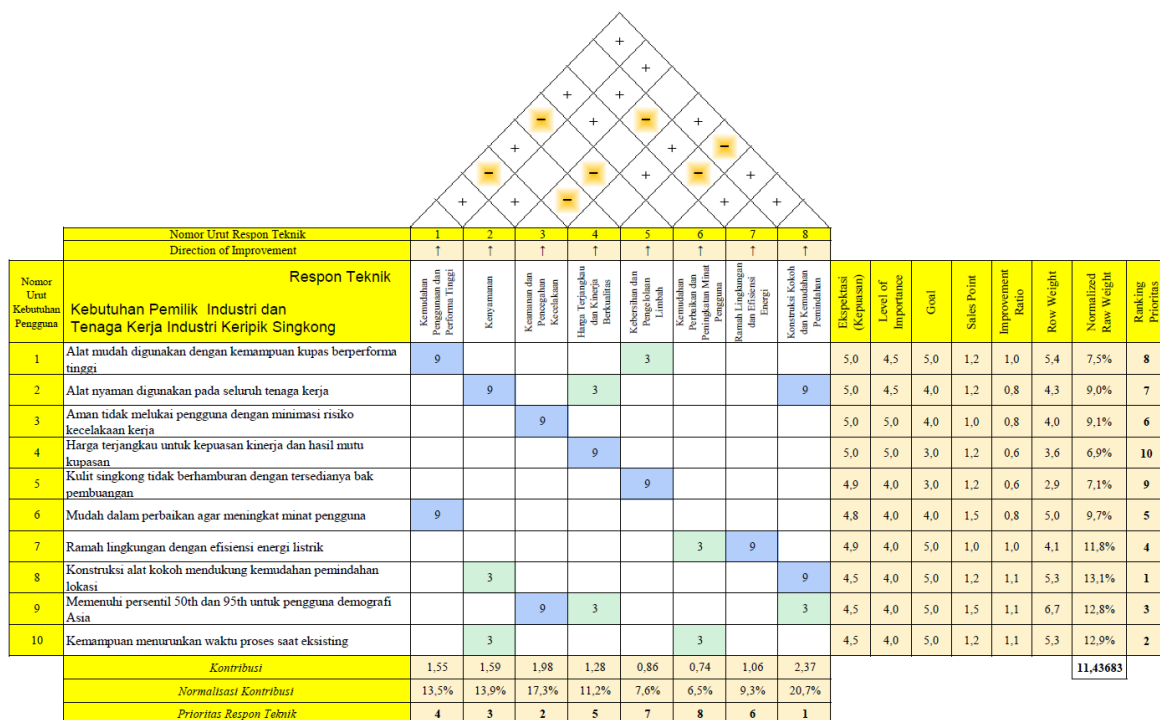 +
+
+ +
− + − +
+ + + −
− − + − +
+ + − + + +
Nomor Urut Respon Teknik 1 2 3 4 5 6 7 8
Direction of Improvement ↑ ↑ ↑ ↑ ↑ ↑ ↑ ↑
Nomor
Urut
Kebutuhan
Pengguna
Respon Teknik
Kebutuhan Pemilik Industri dan
Tenaga Kerja Industri Keripik Singkong
Kemudahan
Penggunaan dan
Performa Tinggi
Kenyamanan
Keamanan dan
Pencegahan
Kecelakaan
Harga Terjangkau
dan Kinerja
Berkualitas
Kebersihan dan
Pengelolaan
Limbah
Kemudahan
Perbaikan dan
Peningkatan Minat
Pengguna
Ramah Lingkungan
dan Efisiensi
Energi
Konstruksi Kokoh
dan Kemudahan
Pemindahan
Ekspektasi
(Kepuasan)
Level of
Importance
Goal
Sales Point
Improvement
Ratio
Row Weight
Normalized
Raw Weight
Ranking
Prioritas
1 Alat mudah digunakan dengan kemampuan kupas berperforma
tinggi
9 3 5,0 4,5 5,0 1,2 1,0 5,4 7,5% 8
2 Alat nyaman digunakan pada seluruh tenaga kerja 9 3 9 5,0 4,5 4,0 1,2 0,8 4,3 9,0% 7
3 Aman tidak melukai pengguna dengan minimasi risiko
kecelakaan kerja
9 5,0 5,0 4,0 1,0 0,8 4,0 9,1% 6
4 Harga terjangkau untuk kepuasan kinerja dan hasil mutu
kupasan
9 5,0 5,0 3,0 1,2 0,6 3,6 6,9% 10
5 Kulit singkong tidak berhamburan dengan tersedianya bak
pembuangan
9 4,9 4,0 3,0 1,2 0,6 2,9 7,1% 9
6 Mudah dalam perbaikan agar meningkat minat pengguna 9 4,8 4,0 4,0 1,5 0,8 5,0 9,7% 5
7 Ramah lingkungan dengan efisiensi energi listrik 3 9 4,9 4,0 5,0 1,0 1,0 4,1 11,8% 4
8 Konstruksi alat kokoh mendukung kemudahan pemindahan
lokasi
3 9 4,5 4,0 5,0 1,2 1,1 5,3 13,1% 1
9 Memenuhi persentil 50th dan 95th untuk pengguna demografi
Asia
9 3 3 4,5 4,0 5,0 1,5 1,1 6,7 12,8% 3
10 Kemampuan menurunkan waktu proses saat eksisting 3 3 4,5 4,0 5,0 1,2 1,1 5,3 12,9% 2
Kontribusi 1,55 1,59 1,98 1,28 0,86 0,74 1,06 2,37 11,43683
Normalisasi Kontribusi 13,5% 13,9% 17,3% 11,2% 7,6% 6,5% 9,3% 20,7%
Prioritas Respon Teknik 4 3 2 5 7 8 6 1